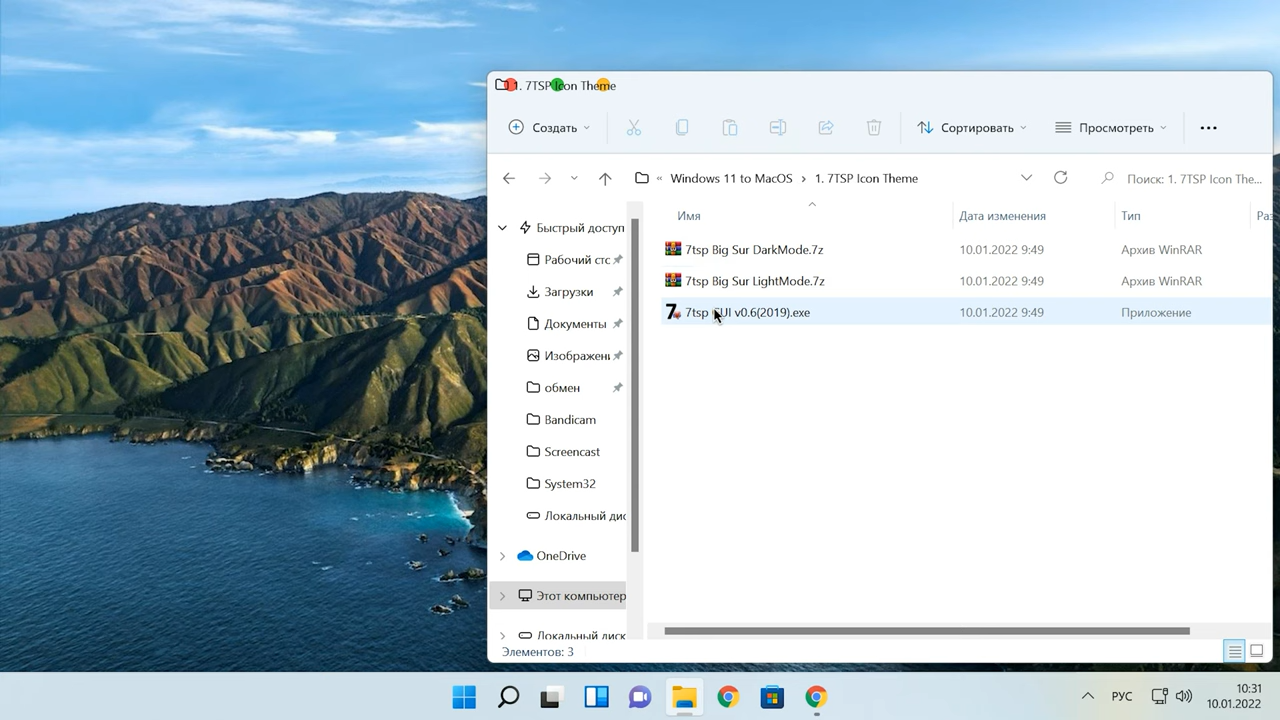 1. 7TSP Icon Theme
Создать
Сортировать
Просмотреть
« Windows 11 to MacOS › 1. 7TSP Icon Theme
Поиск: 1. 7TSP Icon The...
Имя
Дата изменения
Тип
Раз
7tsp Big Sur DarkMode.7z
10.01.2022 9:49
Архив WinRAR
7tsp Big Sur LightMode.7z
10.01.2022 9:49
Архив WinRAR
7tsp GUI v0.6(2019).exe
10.01.2022 9:49
Приложение
Быстрый доступ
Рабочий сто
Загрузки
Документы
Изображени
обмен
Bandicam
Screencast
System32
Локальный дис
OneDrive
Этот компьютер
Локальный диск
Элементов: 3
РУС
10:31
10.01.2022